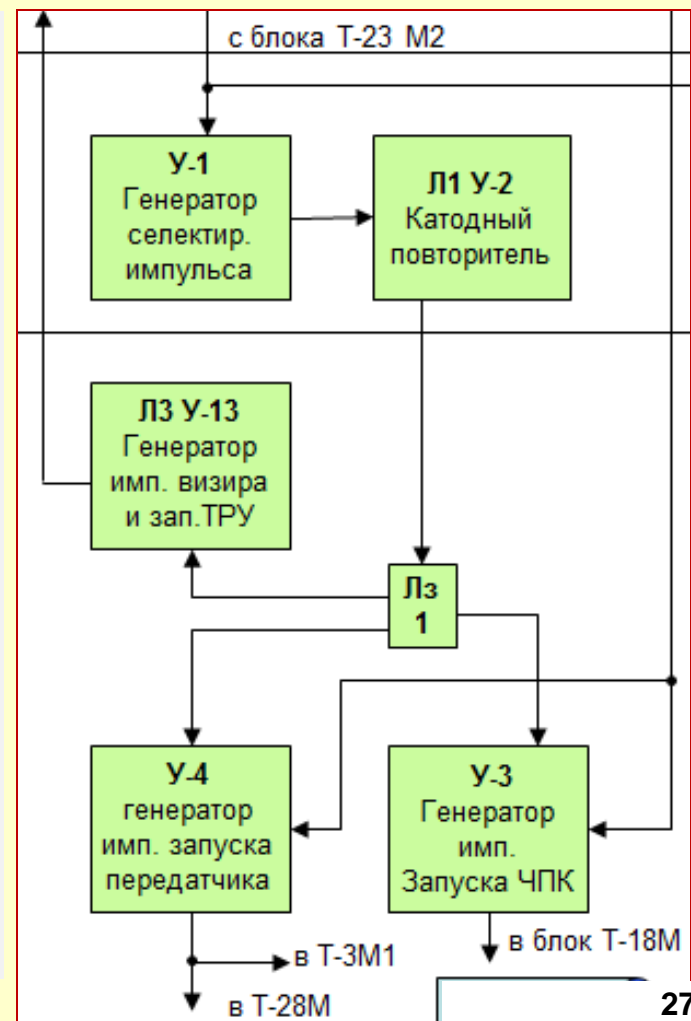 с блока Т-23 М2
У-1
Генератор
селектир.
импульса
Л1 У-2
Катодный
повторитель
Л3 У-13
Генератор
имп. визира
и зап.ТРУ
Лз
1
У-4
генератор
имп. запуска
передатчика
У-3
Генератор
имп.
Запуска ЧПК
в Т-3М1
в блок Т-18М
в Т-28М
27